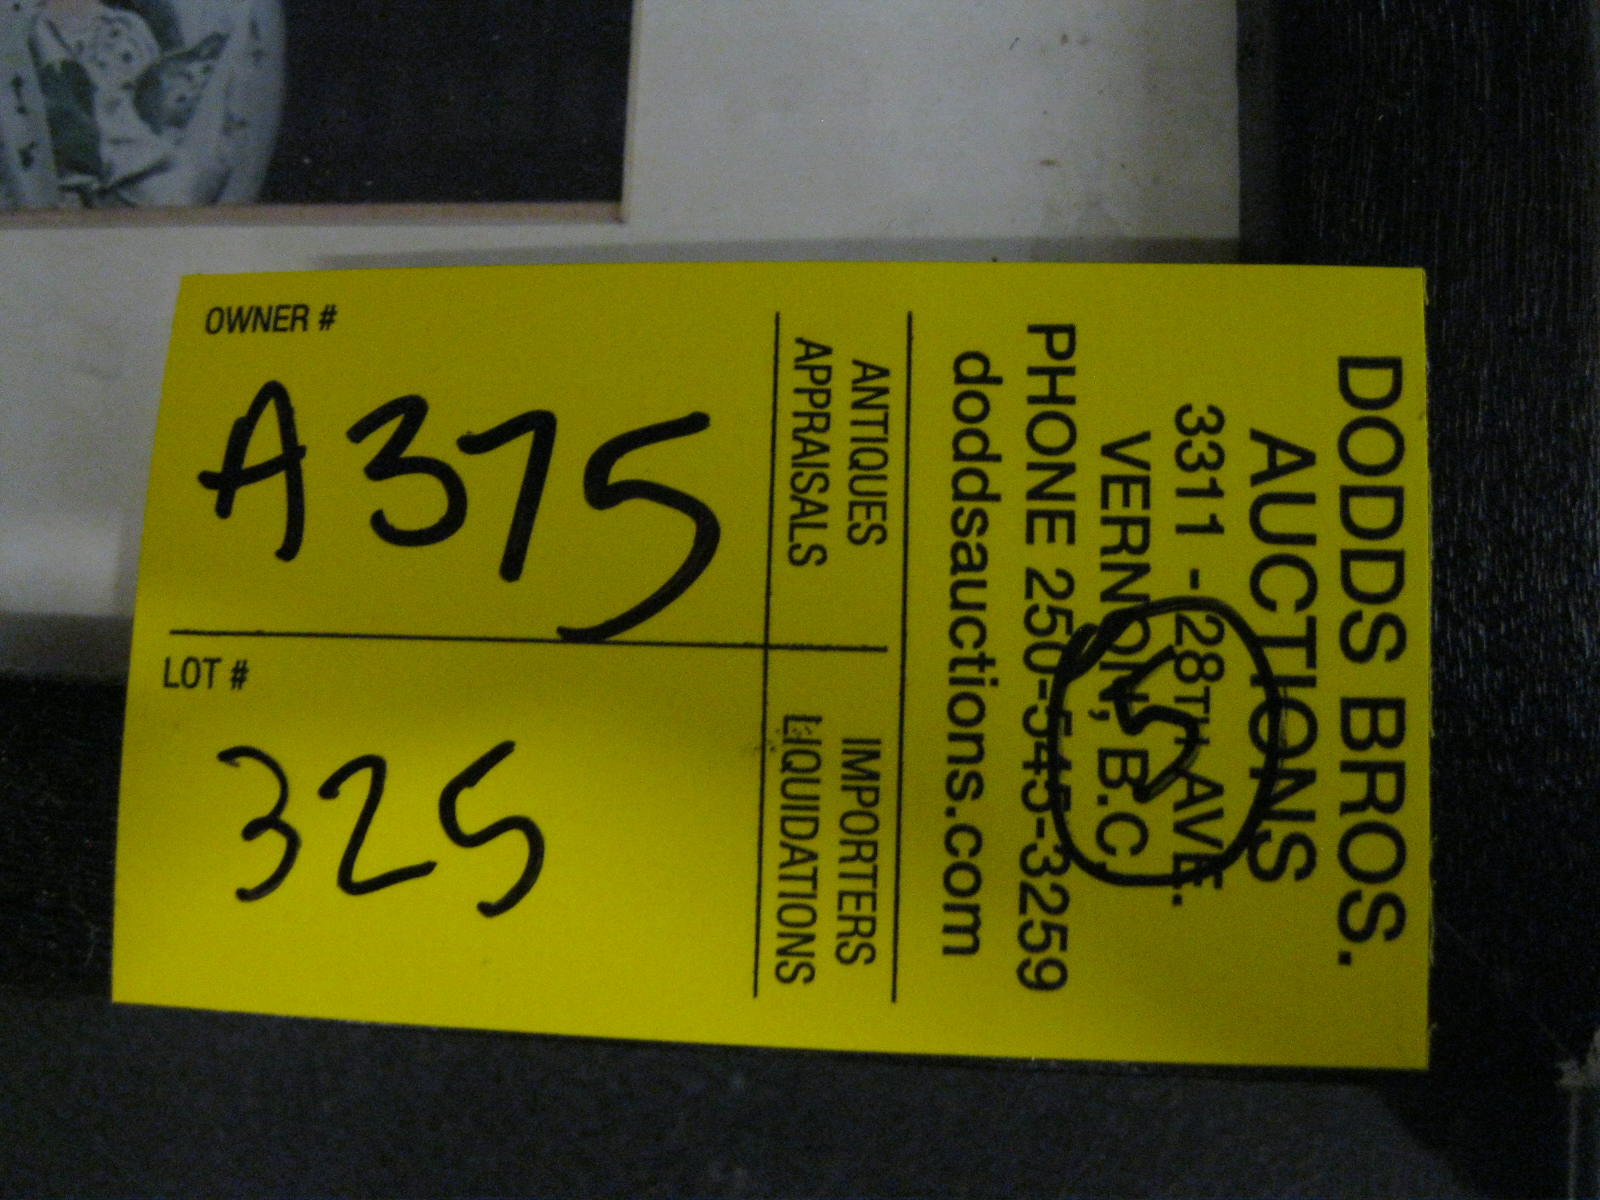 DODDS BROS.
AUCTIONS
3311 - 28TH AVE.
VERNON, B.C.
PHONE 250-545-3259
doddsauctions.com
5
ANTIQUES
APPRAISALS
IMPORTERS
LIQUIDATIONS
OWNER #
A375
LOT #
325